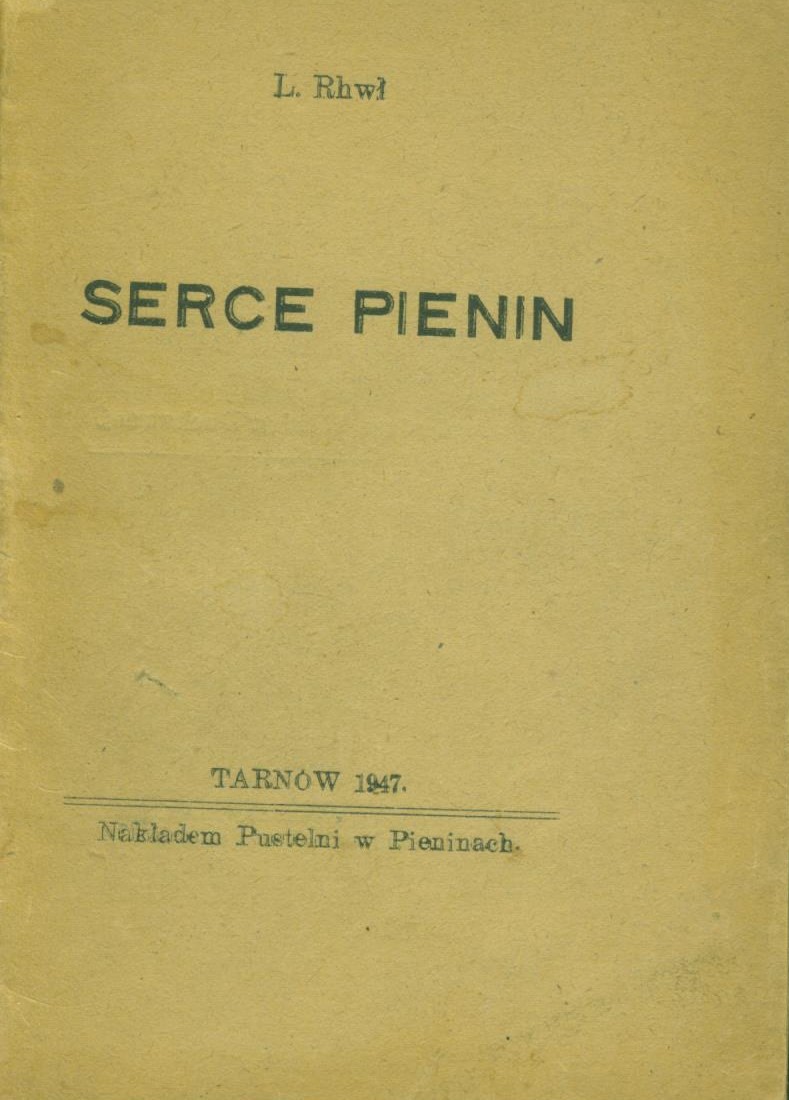 L. Rhwł
SERCE PIENIN
TARNÓW 1947.
Nakładem Pustelni w Pieninach.